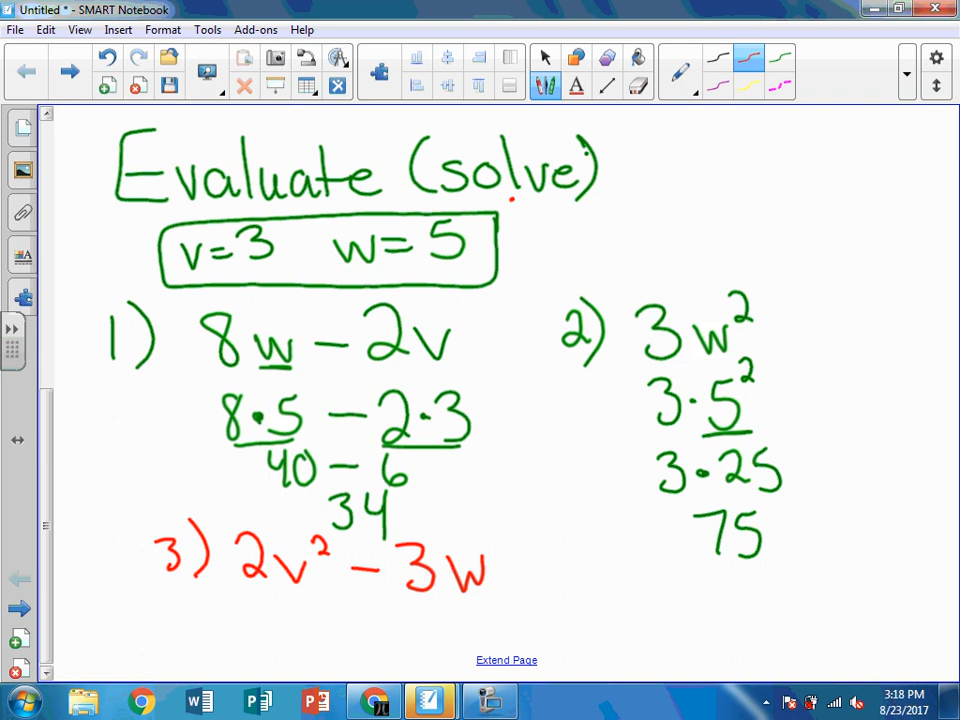 Untitled * - SMART Notebook
File Edit View Insert Format Tools Add-ons Help
Evaluate (solve)
v=3 w=5
1) 8w - 2v
8·5 - 2·3
40 - 6
34
2) 3w²
3·5²
3·25
75
3) 2v² - 3w
Extend Page
3:18 PM
8/23/2017